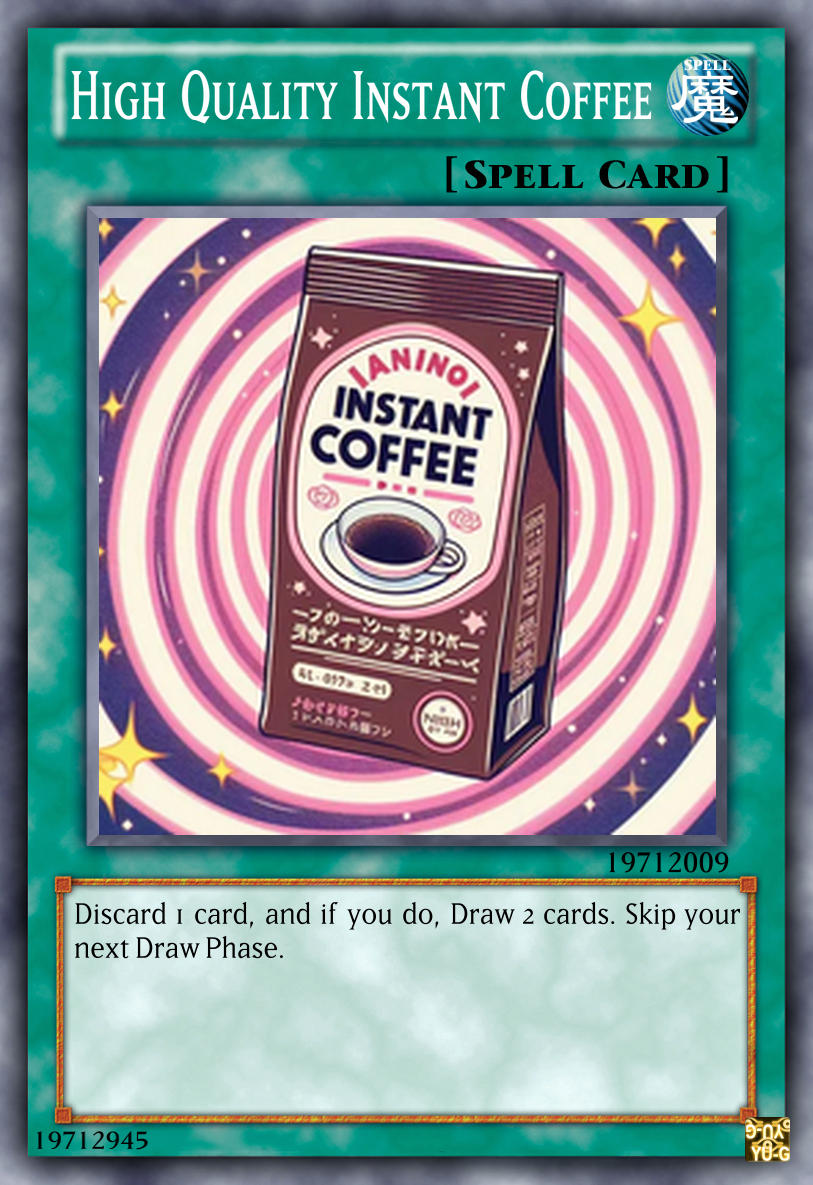 High Quality Instant Coffee
SPELL
魔
[Spell Card]
IANINOI
INSTANT
COFFEE
19712009
Discard 1 card, and if you do, Draw 2 cards. Skip your
next Draw Phase.
19712945